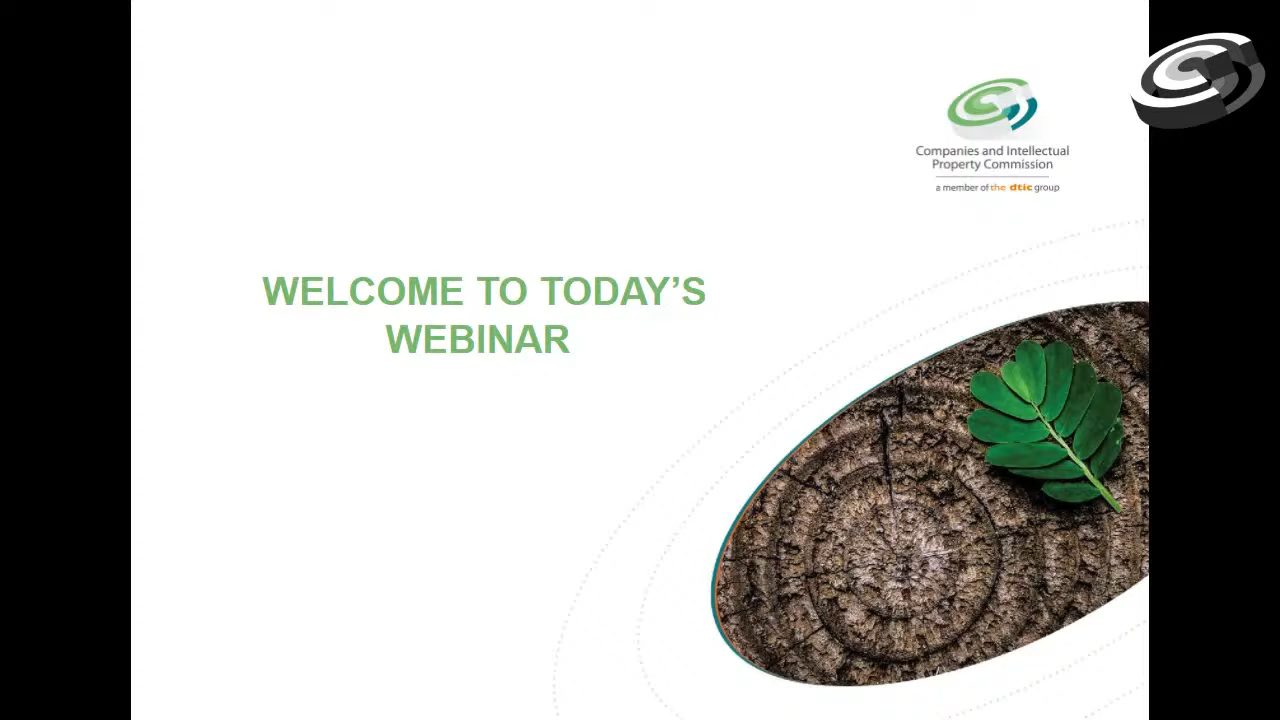 Companies and Intellectual
Property Commission
a member of the dtic group
WELCOME TO TODAY'S
WEBINAR